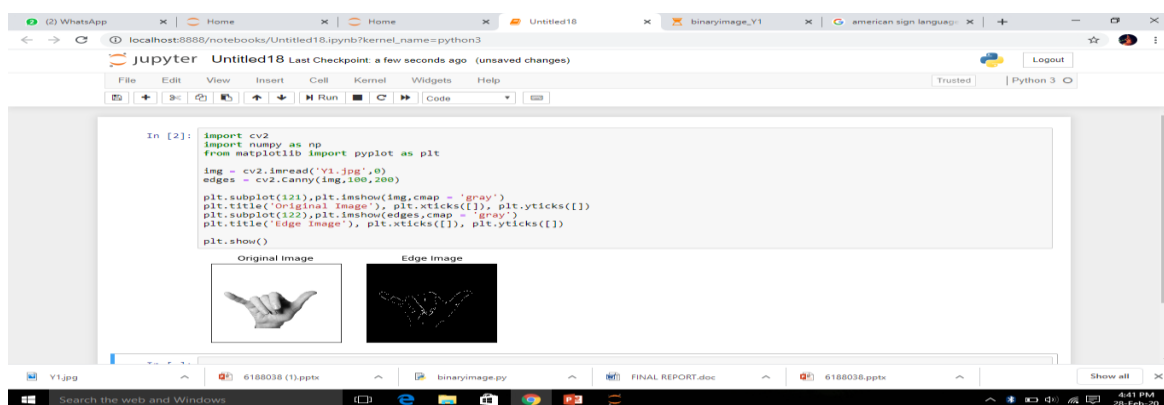 (2) WhatsApp
Home
Home
Untitled18
binaryimage_Y1
american sign language
localhost:8888/notebooks/Untitled18.ipynb?kernel_name=python3
jupyter Untitled18 Last Checkpoint: a few seconds ago (unsaved changes)
Logout
File Edit View Insert Cell Kernel Widgets Help
Trusted
Python 3
Run
Code
In [2]: import cv2
import numpy as np
from matplotlib import pyplot as plt
img = cv2.imread('Y1.jpg',0)
edges = cv2.Canny(img,100,200)
plt.subplot(121),plt.imshow(img,cmap = 'gray')
plt.title('Original Image'), plt.xticks([]), plt.yticks([])
plt.subplot(122),plt.imshow(edges,cmap = 'gray')
plt.title('Edge Image'), plt.xticks([]), plt.yticks([])
plt.show()
Original Image
Edge Image
Y1.jpg
6188038 (1).pptx
binaryimage.py
FINAL REPORT.doc
6188038.pptx
Show all
Search the web and Windows
4:41 PM
28-Feb-20